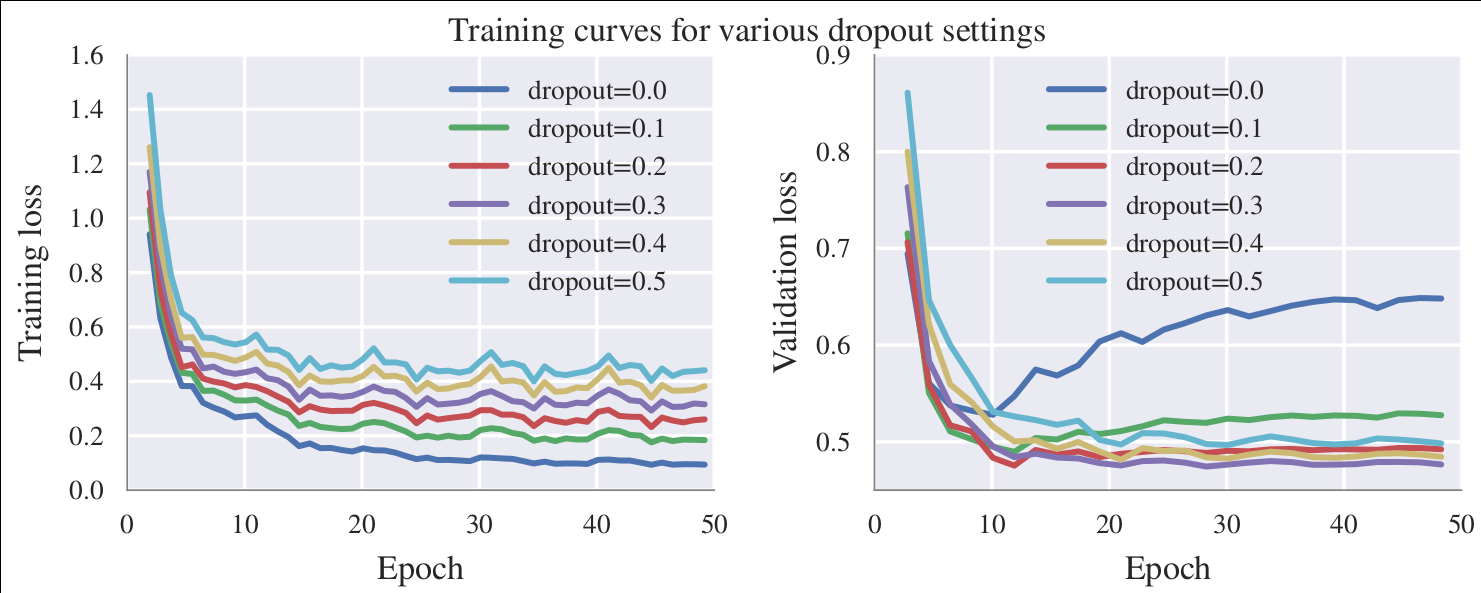 Training curves for various dropout settings
1.6
1.4
1.2
1.0
0.8
0.6
0.4
0.2
0.0
Training loss
dropout=0.0
dropout=0.1
dropout=0.2
dropout=0.3
dropout=0.4
dropout=0.5
0 10 20 30 40 50
Epoch
0.9
0.8
0.7
0.6
0.5
Validation loss
dropout=0.0
dropout=0.1
dropout=0.2
dropout=0.3
dropout=0.4
dropout=0.5
0 10 20 30 40 50
Epoch